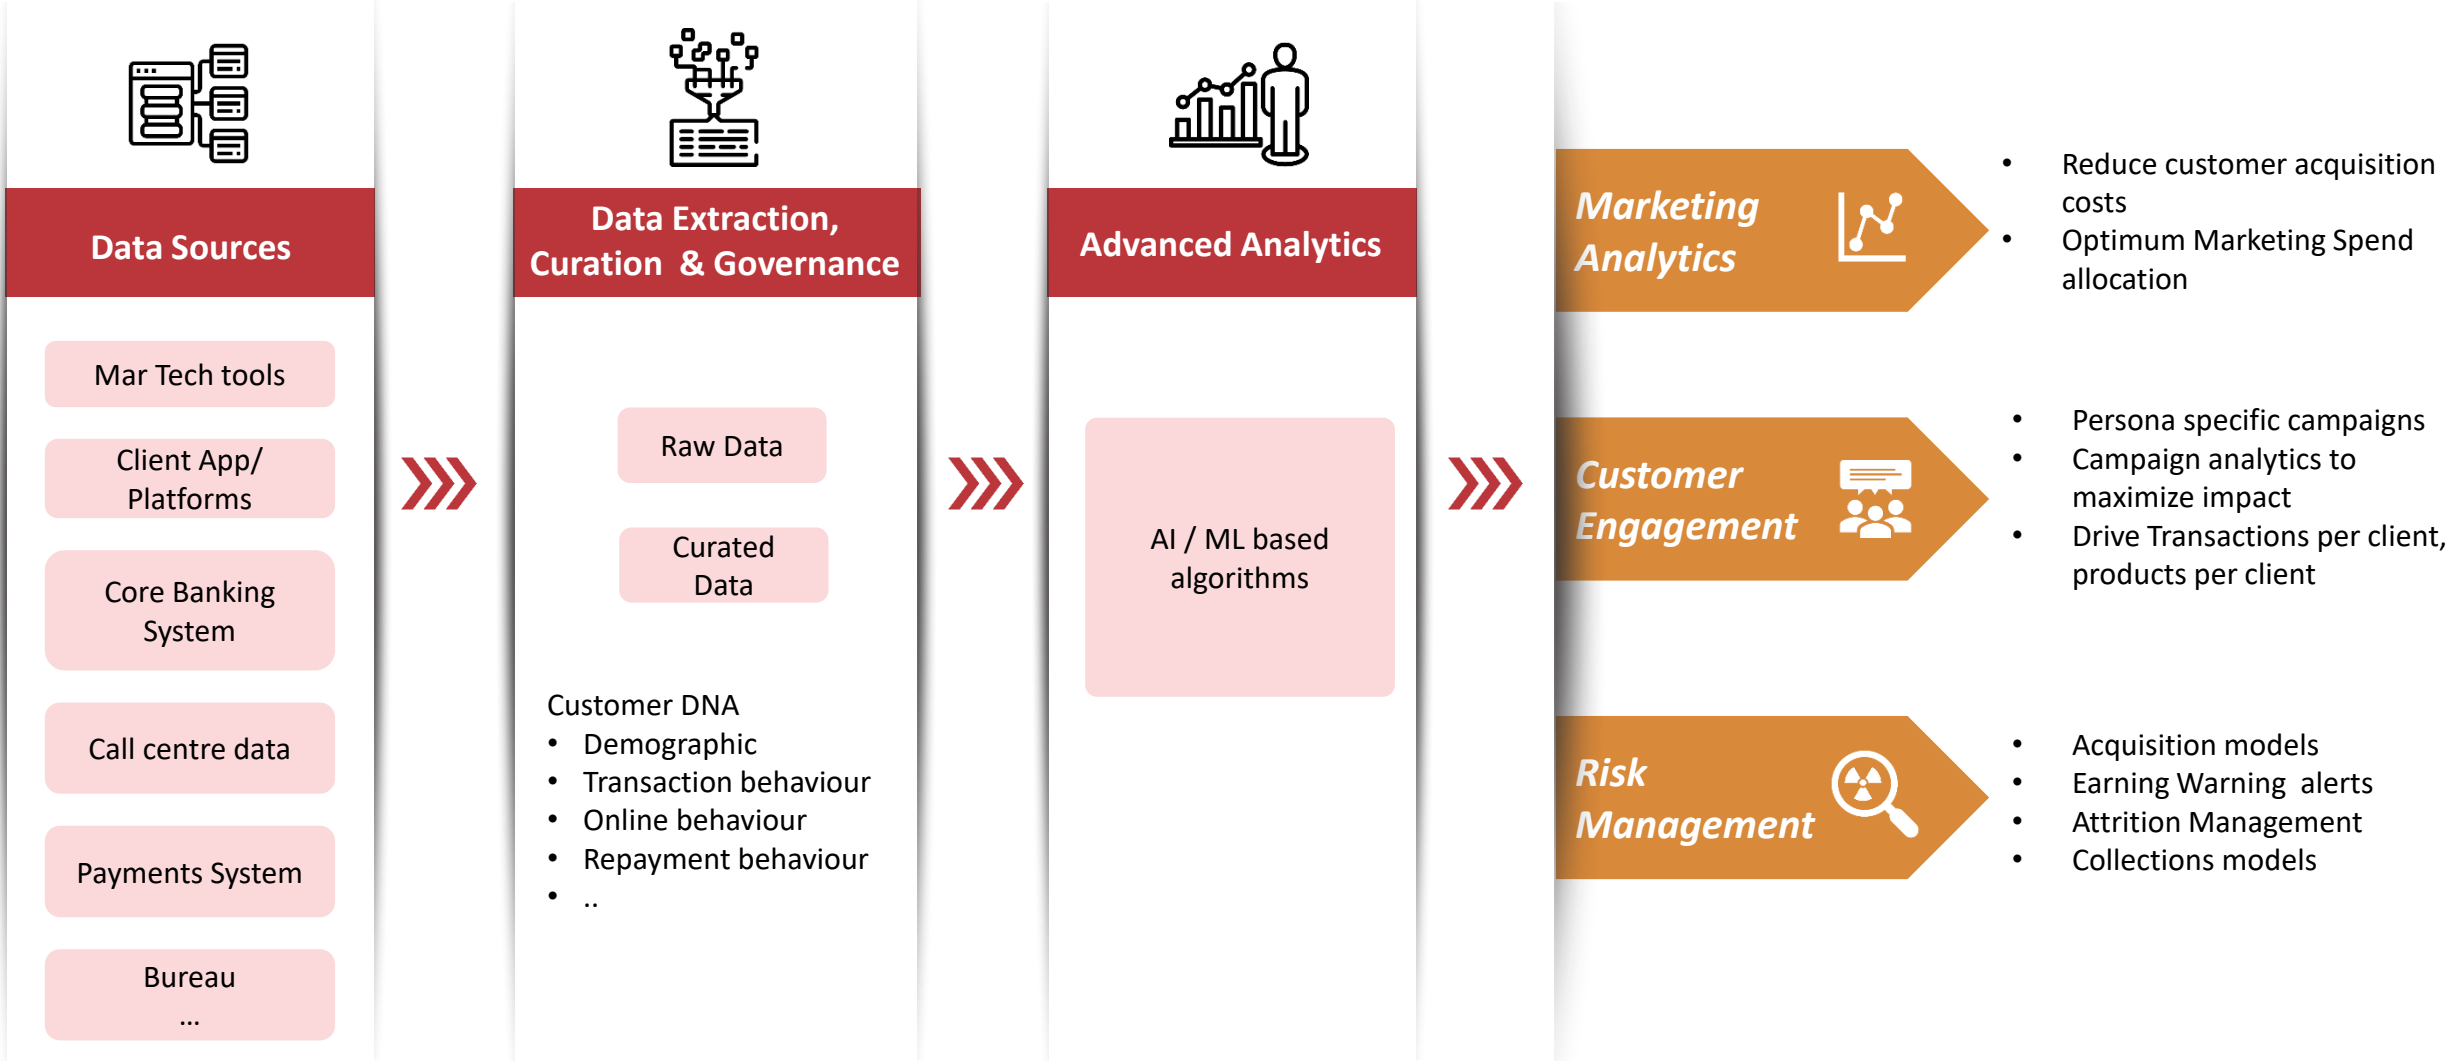 Data Sources
Mar Tech tools
Client App/
Platforms
Core Banking
System
Call centre data
Payments System
Bureau
...
Data Extraction,
Curation & Governance
Raw Data
Curated
Data
Customer DNA
• Demographic
• Transaction behaviour
• Online behaviour
• Repayment behaviour
• ..
Advanced Analytics
AI / ML based
algorithms
Marketing
Analytics
• Reduce customer acquisition
costs
• Optimum Marketing Spend
allocation
Customer
Engagement
• Persona specific campaigns
• Campaign analytics to
maximize impact
• Drive Transactions per client,
products per client
Risk
Management
• Acquisition models
• Earning Warning alerts
• Attrition Management
• Collections models